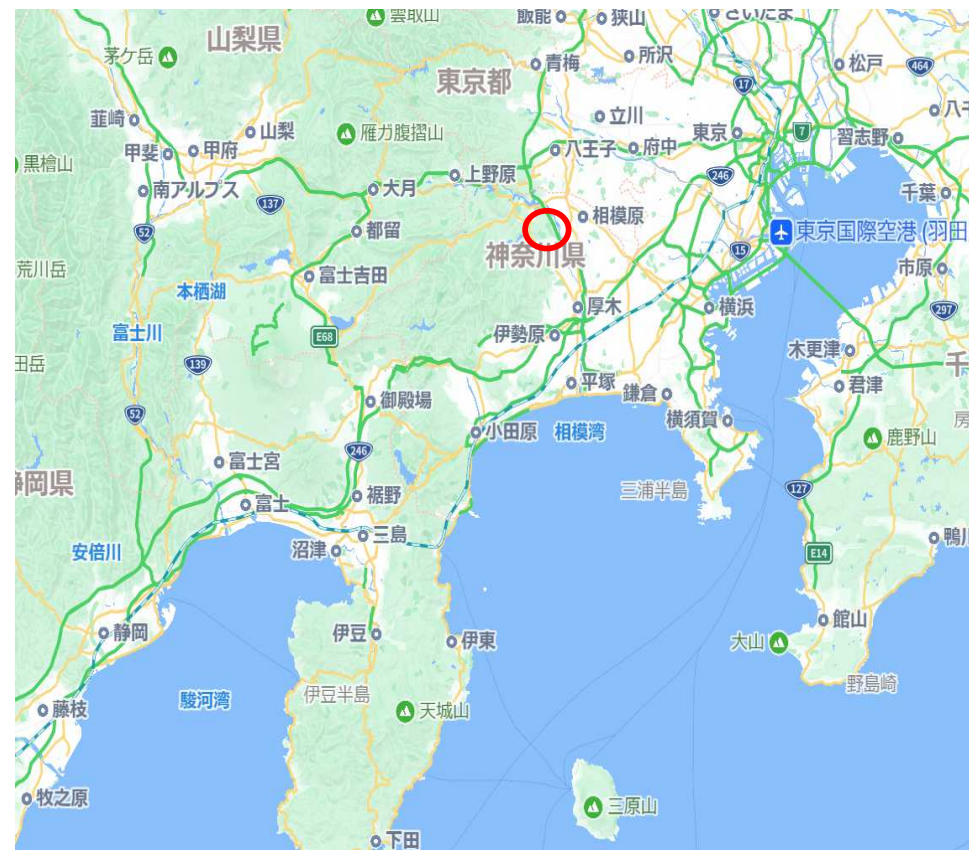 雲取山
飯能
狭山
さいたま
山梨県
茅ケ岳
青梅
所沢
松戸
464
東京都
17
韮崎
山梨
雁ガ腹摺山
立川
東京
7
習志野
甲斐
甲府
八王子
府中
黒檜山
上野原
246
南アルプス
137
大月
千葉
相模原
52
都留
神奈川県
15
東京国際空港 (羽田
荒川岳
富士吉田
市原
本栖湖
厚木
横浜
297
富士川
E68
伊勢原
木更津
139
平塚
鎌倉
君津
52
御殿場
小田原
相模湾
横須賀
鹿野山
246
富士宮
岡県
裾野
三浦半島
127
富士
三島
安倍川
沼津
E14
静岡
伊豆
伊東
館山
大山
駿河湾
伊豆半島
野島崎
藤枝
天城山
牧之原
三原山
下田